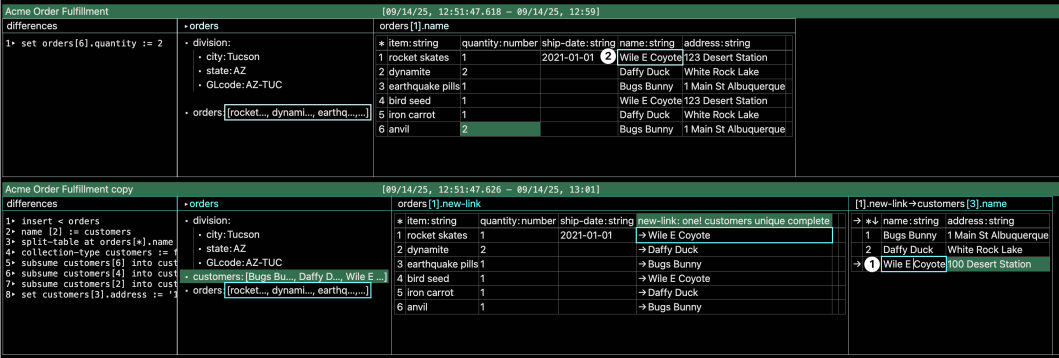 Acme Order Fulfillment [09/14/25, 12:51:47.618 – 09/14/25, 12:59]
differences ▸orders orders[1].name
1▸ set orders[6].quantity := 2
• division:
• city: Tucson
• state: AZ
• GLcode: AZ-TUC
• orders: [rocket..., dynami..., earthq...,...]
* item: string quantity: number ship-date: string name: string address: string
1 rocket skates 1 2021-01-01 2 Wile E Coyote 123 Desert Station
2 dynamite 2 Daffy Duck White Rock Lake
3 earthquake pills 1 Bugs Bunny 1 Main St Albuquerque
4 bird seed 1 Wile E Coyote 123 Desert Station
5 iron carrot 1 Daffy Duck White Rock Lake
6 anvil 2 Bugs Bunny 1 Main St Albuquerque
Acme Order Fulfillment copy [09/14/25, 12:51:47.626 – 09/14/25, 13:01]
differences ▸orders orders[1].new-link [1].new-link→customers[3].name
1▸ insert < orders
2▸ name [2] := customers
3▸ split-table at orders[*].name
4▸ collection-type customers := f
5▸ subsume customers[6] into cust
6▸ subsume customers[4] into cust
7▸ subsume customers[2] into cust
8▸ set customers[3].address := '1
• division:
• city: Tucson
• state: AZ
• GLcode: AZ-TUC
• customers: [Bugs Bu..., Daffy D..., Wile E ...]
• orders: [rocket..., dynami..., earthq...,...]
* item: string quantity: number ship-date: string new-link: one! customers unique complete
1 rocket skates 1 2021-01-01 →Wile E Coyote
2 dynamite 2 →Daffy Duck
3 earthquake pills 1 →Bugs Bunny
4 bird seed 1 →Wile E Coyote
5 iron carrot 1 →Daffy Duck
6 anvil 1 →Bugs Bunny
→ *↓ name: string address: string
1 Bugs Bunny 1 Main St Albuquerque
2 Daffy Duck White Rock Lake
→ 1 Wile E Coyote 100 Desert Station